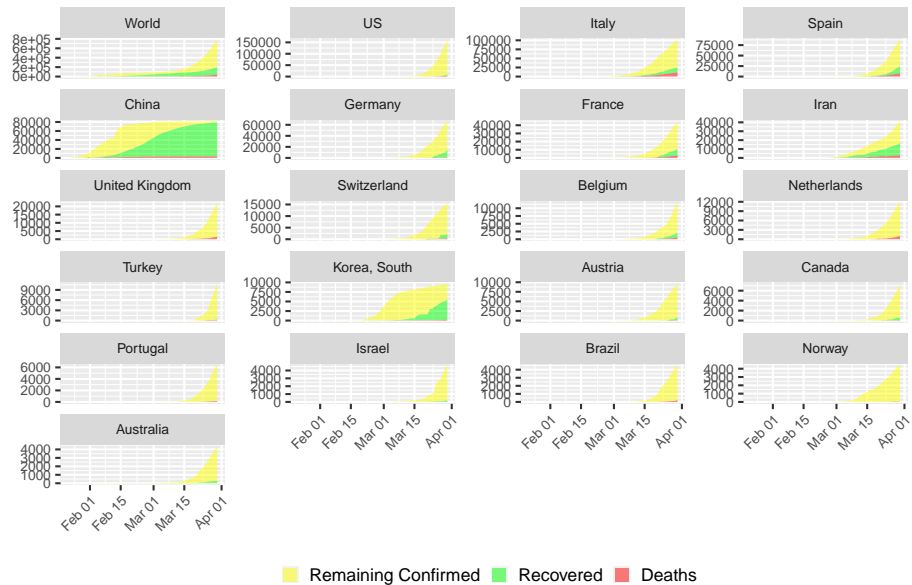 World
US
Italy
Spain
8e+05
6e+05
4e+05
2e+05
0e+00
150000
100000
50000
0
100000
75000
50000
25000
0
75000
50000
25000
0
China
Germany
France
Iran
80000
60000
40000
20000
0
60000
40000
20000
0
40000
30000
20000
10000
0
40000
30000
20000
10000
0
United Kingdom
Switzerland
Belgium
Netherlands
20000
15000
10000
5000
0
15000
10000
5000
0
10000
7500
5000
2500
0
12000
9000
6000
3000
0
Turkey
Korea, South
Austria
Canada
9000
6000
3000
0
10000
7500
5000
2500
0
10000
7500
5000
2500
0
6000
4000
2000
0
Portugal
Israel
Brazil
Norway
6000
4000
2000
0
4000
3000
2000
1000
0
4000
3000
2000
1000
0
4000
3000
2000
1000
0
Feb 01
Feb 15
Mar 01
Mar 15
Apr 01
Feb 01
Feb 15
Mar 01
Mar 15
Apr 01
Feb 01
Feb 15
Mar 01
Mar 15
Apr 01
Australia
4000
3000
2000
1000
0
Feb 01
Feb 15
Mar 01
Mar 15
Apr 01
Remaining Confirmed Recovered Deaths